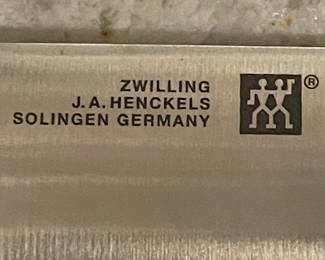 ZWILLING
J.A.HENCKELS
SOLINGEN GERMANY
®